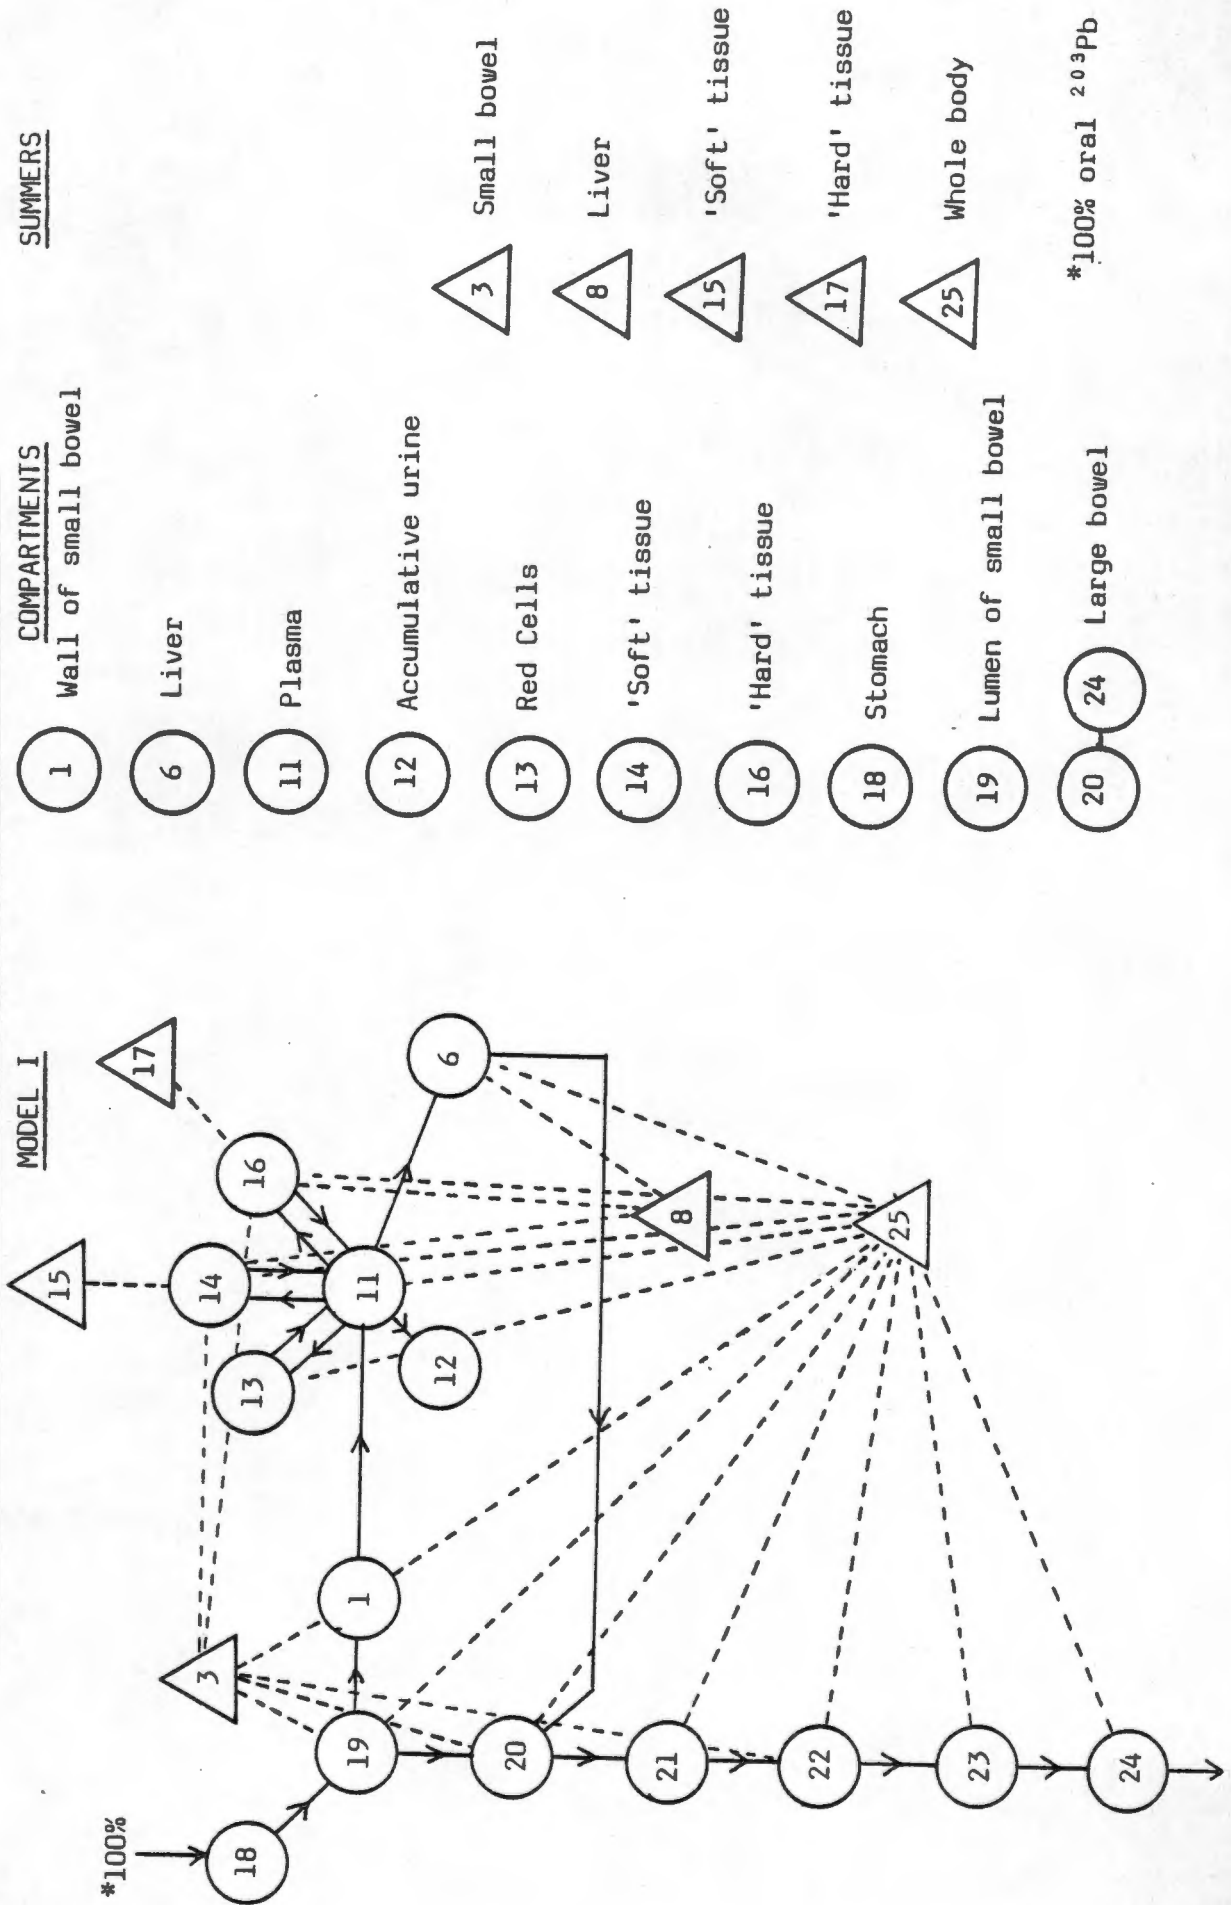 MODEL I
*100%
15
17
14
16
13
3
11
1
12
6
18
19
20
21
22
23
24
8
25
COMPARTMENTS
1 Wall of small bowel
6 Liver
11 Plasma
12 Accumulative urine
13 Red Cells
14 'Soft' tissue
16 'Hard' tissue
18 Stomach
19 Lumen of small bowel
20 24 Large bowel
SUMMERS
3 Small bowel
8 Liver
15 'Soft' tissue
17 'Hard' tissue
25 Whole body
*100% oral ²⁰³Pb